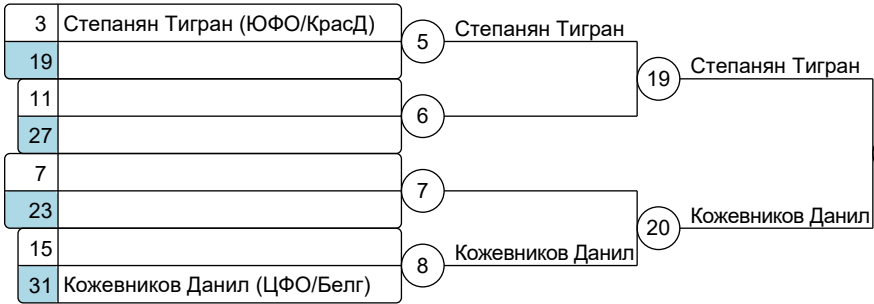 3 Степанян Тигран (ЮФО/КрасД)
5 Степанян Тигран
19
19 Степанян Тигран
11
6
27
7
7
23
20 Кожевников Данил
15
8 Кожевников Данил
31 Кожевников Данил (ЦФО/Белг)